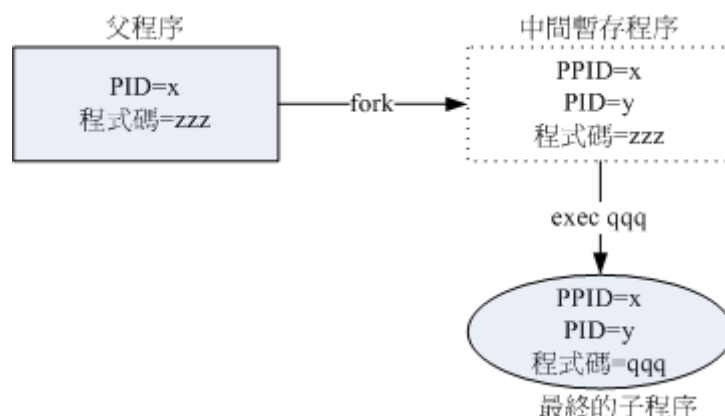 父程序
PID=x
程式碼=zzz
fork
中間暫存程序
PPID=x
PID=y
程式碼=zzz
exec qqq
PPID=x
PID=y
程式碼=qqq
最終的子程序